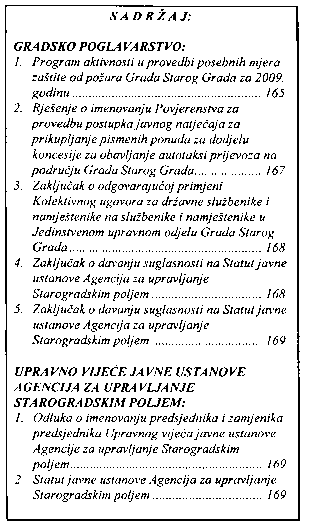 S A D R Ž A J:
GRADSKO POGLAVARSTVO:
1. Program aktivnosti u provedbi posebnih mjera
zaštite od požara Grada Starog Grada za 2009.
godinu ................................................. 165
2. Rješenje o imenovanju Povjerenstva za
provedbu postupka javnog natječaja za
prikupljanje pismenih ponuda za dodjelu
koncesije za obavljanje autotaksi prijevoza na
području Grada Starog Grada.................... 167
3. Zaključak o odgovarajućoj primjeni
Kolektivnog ugovora za državne službenike i
namještenike na službenike i namještenike u
Jedinstvenom upravnom odjelu Grada Starog
Grada................................................. 168
4. Zaključak o davanju suglasnosti na Statut javne
ustanove Agencija za upravljanje
Starogradskim poljem ............................. 168
5. Zaključak o davanju suglasnosti na Statut javne
ustanove Agencija za upravljanje
Starogradskim poljem ............................ 169
UPRAVNO VIJEĆE JAVNE USTANOVE
AGENCIJA ZA UPRAVLJANJE
STAROGRADSKIM POLJEM:
1. Odluka o imenovanju predsjednika i zamjenika
predsjednika Upravnog vijeća javne ustanove
Agencije za upravljanje Starogradskim
poljem................................................. 169
2 Statut javne ustanove Agencija za upravljanje
Starogradskim poljem ............................. 169